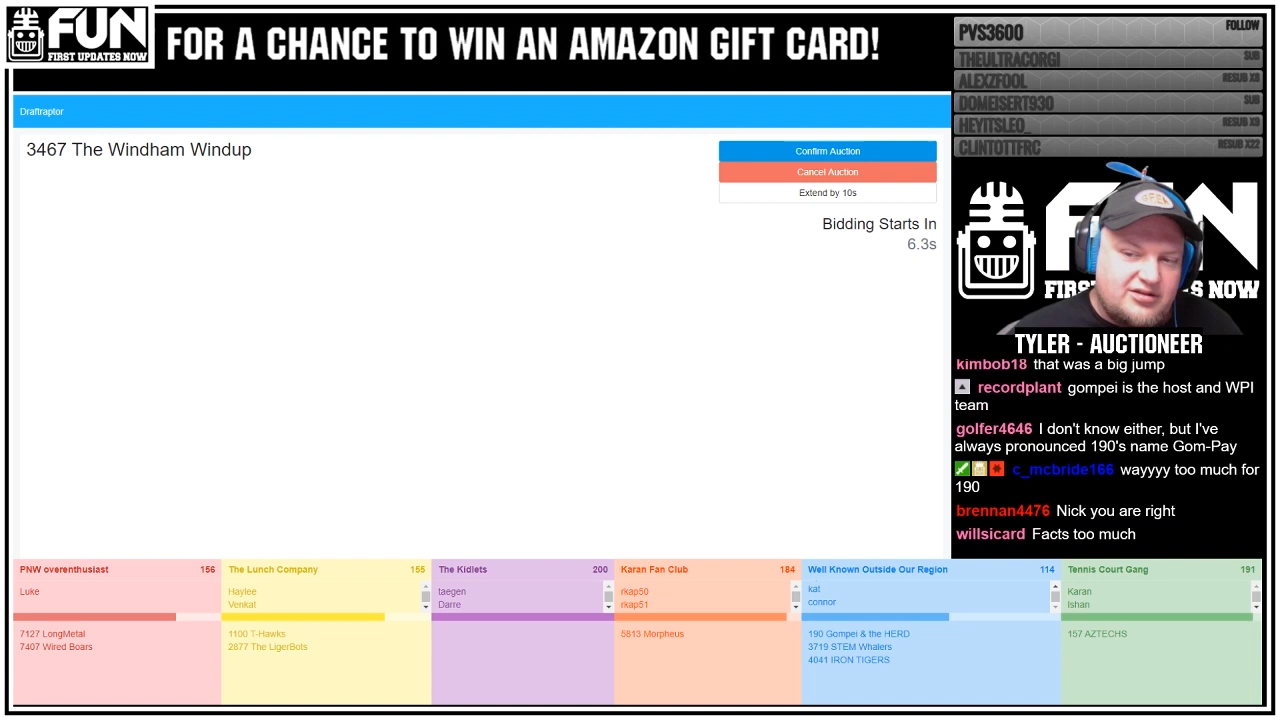 FUN
FIRST UPDATES NOW
FOR A CHANCE TO WIN AN AMAZON GIFT CARD!
PVS3600 FOLLOW
THEULTRACORGI SUB
ALEXZFOOL RESUB X8
DOMEISERT930 SUB
HEYITSLEO_ RESUB X9
CLINTOTTFRC RESUB X22
Draftraptor
3467 The Windham Windup
Confirm Auction
Cancel Auction
Extend by 10s
Bidding Starts In
6.3s
TYLER - AUCTIONEER
kimbob18 that was a big jump
recordplant gompei is the host and WPI
team
golfer4646 I don't know either, but I've
always pronounced 190's name Gom-Pay
c_mcbride166 wayyyy too much for
190
brennan4476 Nick you are right
willsicard Facts too much
PNW overenthusiast 156
Luke
7127 LongMetal
7407 Wired Boars
The Lunch Company 155
Haylee
Venkat
1100 T-Hawks
2877 The LigerBots
The Kidlets 200
taegen
Darre
Karan Fan Club 184
rkap50
rkap51
5813 Morpheus
Well Known Outside Our Region 114
kat
connor
190 Gompei & the HERD
3719 STEM Whalers
4041 IRON TIGERS
Tennis Court Gang 191
Karan
Ishan
157 AZTECHS